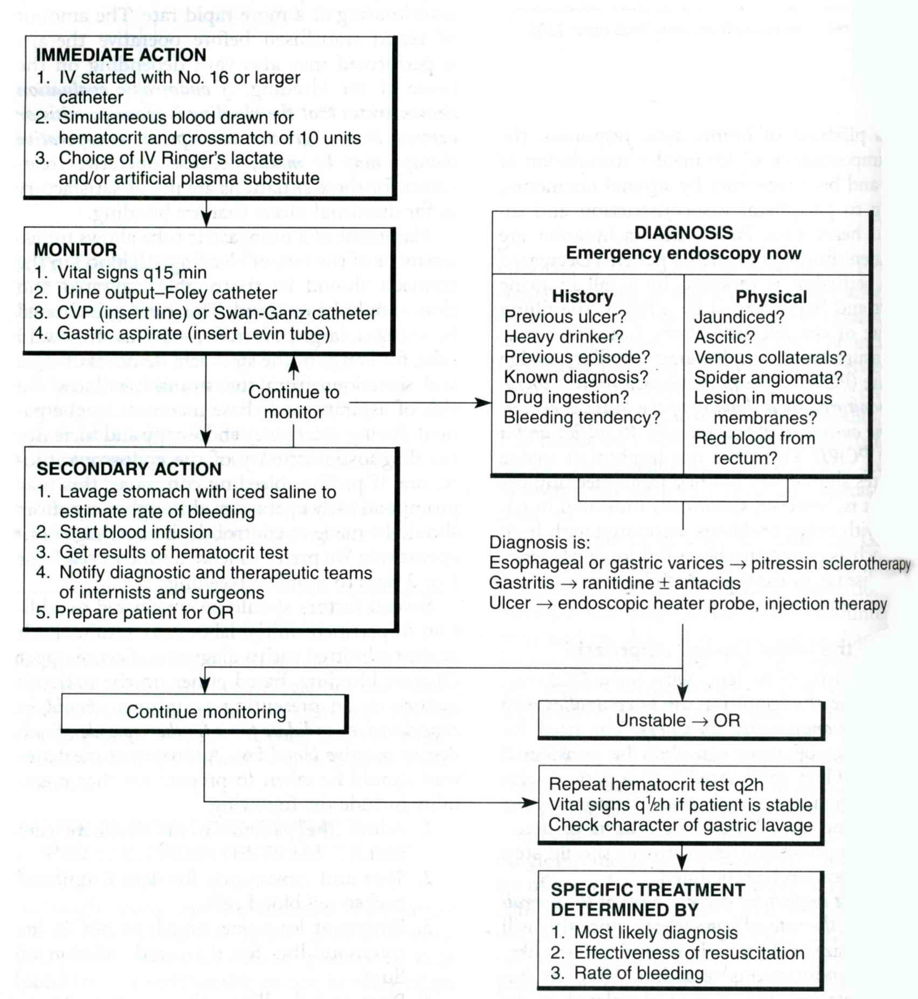 IMMEDIATE ACTION
1. IV started with No. 16 or larger
catheter
2. Simultaneous blood drawn for
hematocrit and crossmatch of 10 units
3. Choice of IV Ringer's lactate
and/or artificial plasma substitute
MONITOR
1. Vital signs q15 min
2. Urine output–Foley catheter
3. CVP (insert line) or Swan-Ganz catheter
4. Gastric aspirate (insert Levin tube)
Continue to
monitor
SECONDARY ACTION
1. Lavage stomach with iced saline to
estimate rate of bleeding
2. Start blood infusion
3. Get results of hematocrit test
4. Notify diagnostic and therapeutic teams
of internists and surgeons
5. Prepare patient for OR
DIAGNOSIS
Emergency endoscopy now
History
Previous ulcer?
Heavy drinker?
Previous episode?
Known diagnosis?
Drug ingestion?
Bleeding tendency?
Physical
Jaundiced?
Ascitic?
Venous collaterals?
Spider angiomata?
Lesion in mucous
membranes?
Red blood from
rectum?
Diagnosis is:
Esophageal or gastric varices → pitressin sclerotherapy
Gastritis → ranitidine ± antacids
Ulcer → endoscopic heater probe, injection therapy
Continue monitoring
Unstable → OR
Repeat hematocrit test q2h
Vital signs q1/2h if patient is stable
Check character of gastric lavage
SPECIFIC TREATMENT
DETERMINED BY
1. Most likely diagnosis
2. Effectiveness of resuscitation
3. Rate of bleeding